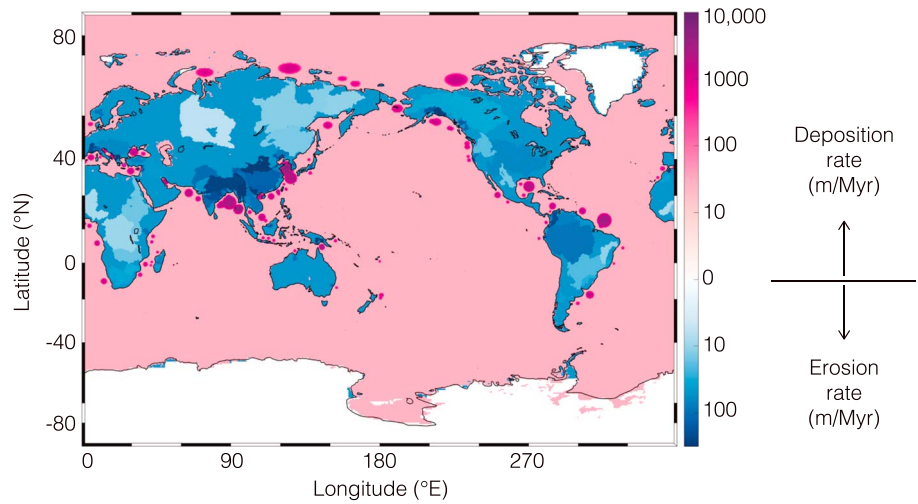 80
40
0
-40
-80
Latitude (°N)
0
90
180
270
Longitude (°E)
10,000
1000
100
10
0
10
100
Deposition
rate
(m/Myr)
Erosion
rate
(m/Myr)